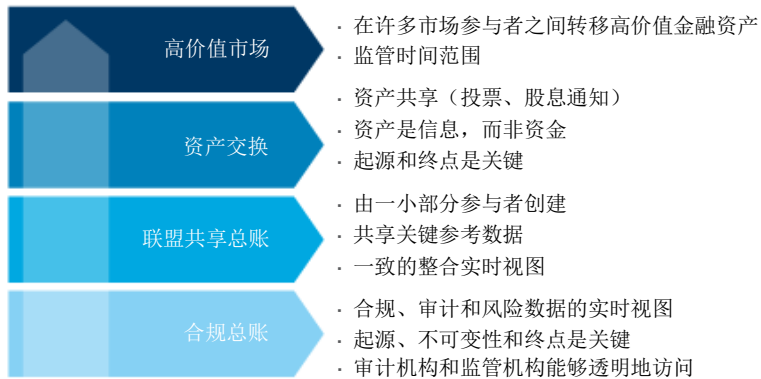 高价值市场
· 在许多市场参与者之间转移高价值金融资产
· 监管时间范围
资产交换
· 资产共享（投票、股息通知）
· 资产是信息，而非资金
· 起源和终点是关键
联盟共享总账
· 由一小部分参与者创建
· 共享关键参考数据
· 一致的整合实时视图
合规总账
· 合规、审计和风险数据的实时视图
· 起源、不可变性和终点是关键
· 审计机构和监管机构能够透明地访问